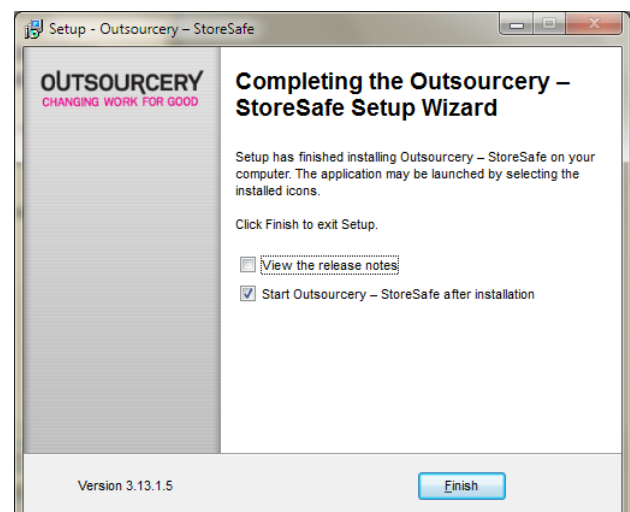 Setup - Outsourcery – StoreSafe
OUTSOURCERY
CHANGING WORK FOR GOOD
Completing the Outsourcery –
StoreSafe Setup Wizard
Setup has finished installing Outsourcery – StoreSafe on your
computer. The application may be launched by selecting the
installed icons.
Click Finish to exit Setup.
View the release notes
Start Outsourcery – StoreSafe after installation
Version 3.13.1.5
Finish